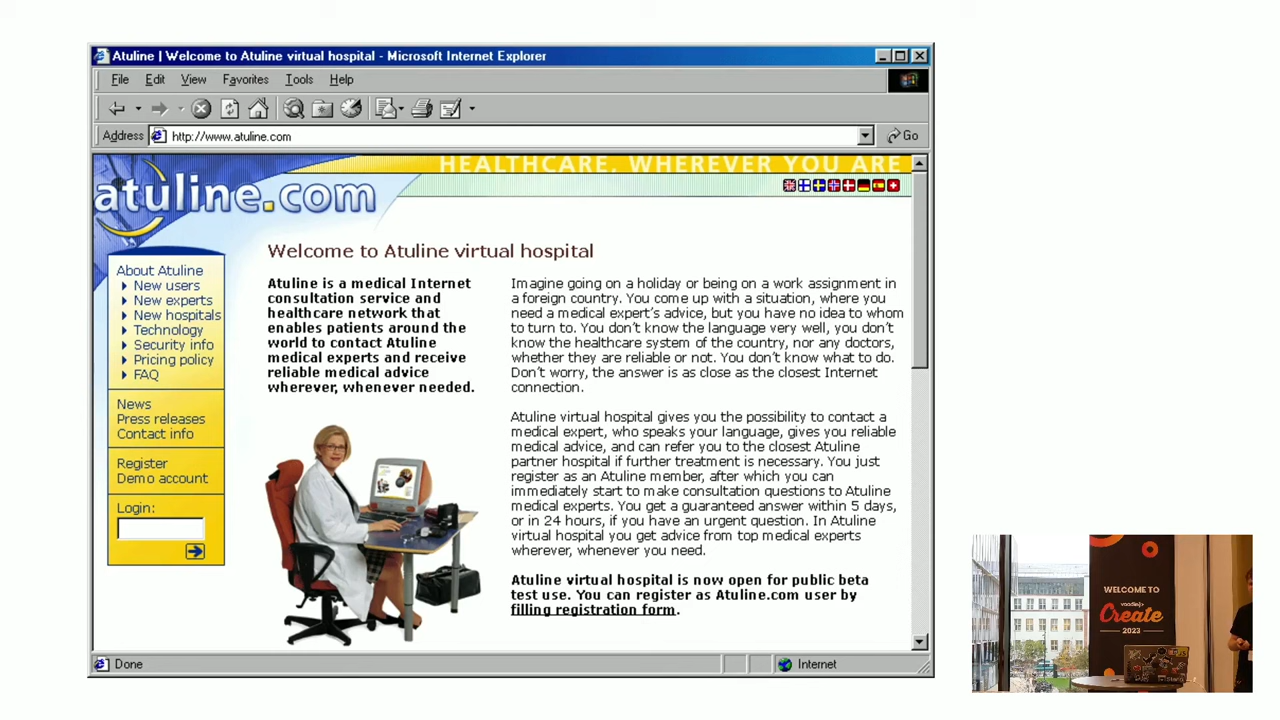 Atuline | Welcome to Atuline virtual hospital - Microsoft Internet Explorer
File Edit View Favorites Tools Help
Address http://www.atuline.com Go
HEALTHCARE, WHEREVER YOU ARE
atuline.com
About Atuline
New users
New experts
New hospitals
Technology
Security info
Pricing policy
FAQ
News
Press releases
Contact info
Register
Demo account
Login:
Welcome to Atuline virtual hospital
Atuline is a medical Internet
consultation service and
healthcare network that
enables patients around the
world to contact Atuline
medical experts and receive
reliable medical advice
wherever, whenever needed.
Imagine going on a holiday or being on a work assignment in
a foreign country. You come up with a situation, where you
need a medical expert's advice, but you have no idea to whom
to turn to. You don't know the language very well, you don't
know the healthcare system of the country, nor any doctors,
whether they are reliable or not. You don't know what to do.
Don't worry, the answer is as close as the closest Internet
connection.
Atuline virtual hospital gives you the possibility to contact a
medical expert, who speaks your language, gives you reliable
medical advice, and can refer you to the closest Atuline
partner hospital if further treatment is necessary. You just
register as an Atuline member, after which you can
immediately start to make consultation questions to Atuline
medical experts. You get a guaranteed answer within 5 days,
or in 24 hours, if you have an urgent question. In Atuline
virtual hospital you get advice from top medical experts
wherever, whenever you need.
Atuline virtual hospital is now open for public beta
test use. You can register as Atuline.com user by
filling registration form.
Done Internet
WELCOME TO
vaadin}>
Create
2023